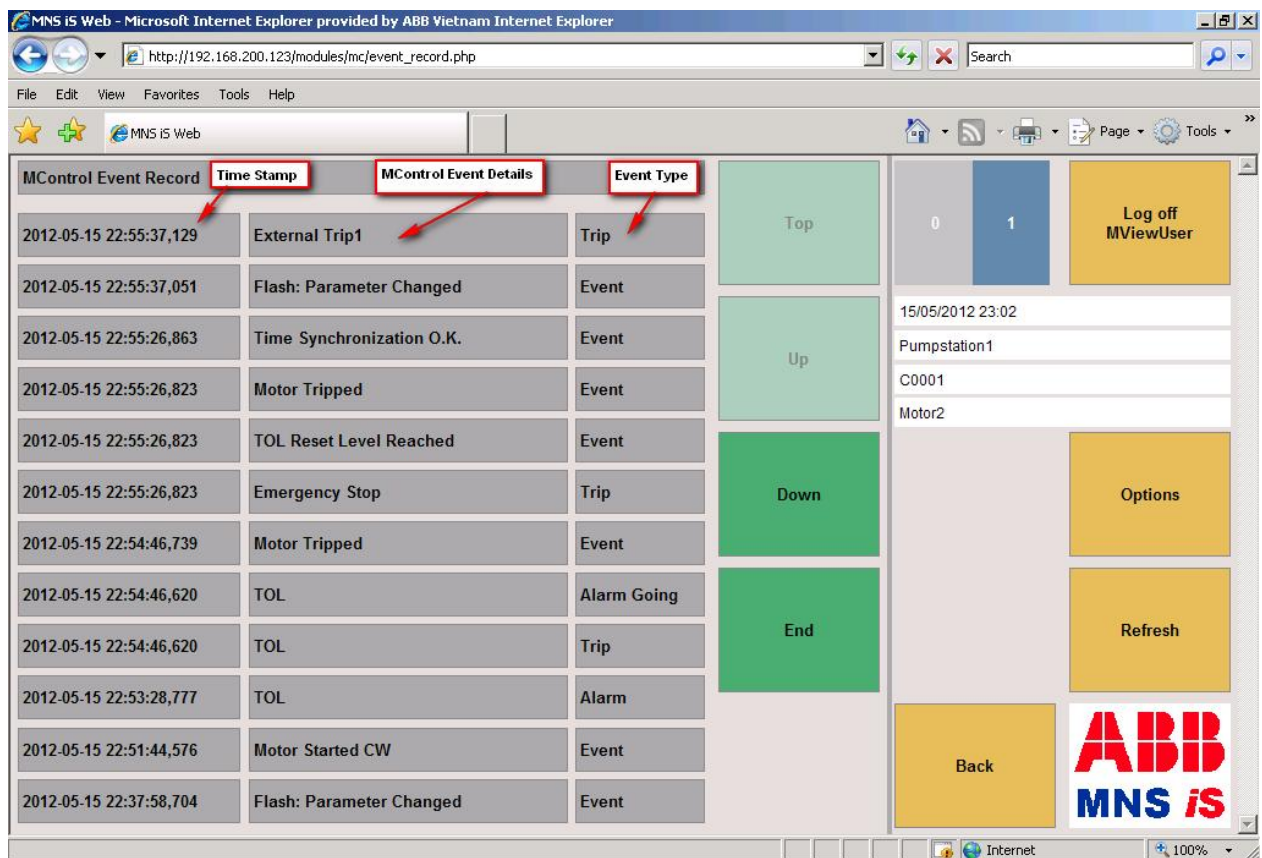 MNS iS Web - Microsoft Internet Explorer provided by ABB Vietnam Internet Explorer
http://192.168.200.123/modules/mc/event_record.php
Search
File Edit View Favorites Tools Help
MNS iS Web
Page
Tools
MControl Event Record
Time Stamp
MControl Event Details
Event Type
2012-05-15 22:55:37,129 External Trip1 Trip
2012-05-15 22:55:37,051 Flash: Parameter Changed Event
2012-05-15 22:55:26,863 Time Synchronization O.K. Event
2012-05-15 22:55:26,823 Motor Tripped Event
2012-05-15 22:55:26,823 TOL Reset Level Reached Event
2012-05-15 22:55:26,823 Emergency Stop Trip
2012-05-15 22:54:46,739 Motor Tripped Event
2012-05-15 22:54:46,620 TOL Alarm Going
2012-05-15 22:54:46,620 TOL Trip
2012-05-15 22:53:28,777 TOL Alarm
2012-05-15 22:51:44,576 Motor Started CW Event
2012-05-15 22:37:58,704 Flash: Parameter Changed Event
Top
Up
Down
End
0 1
Log off
MViewUser
15/05/2012 23:02
Pumpstation1
C0001
Motor2
Options
Refresh
Back
ABB
MNS iS
Internet
100%